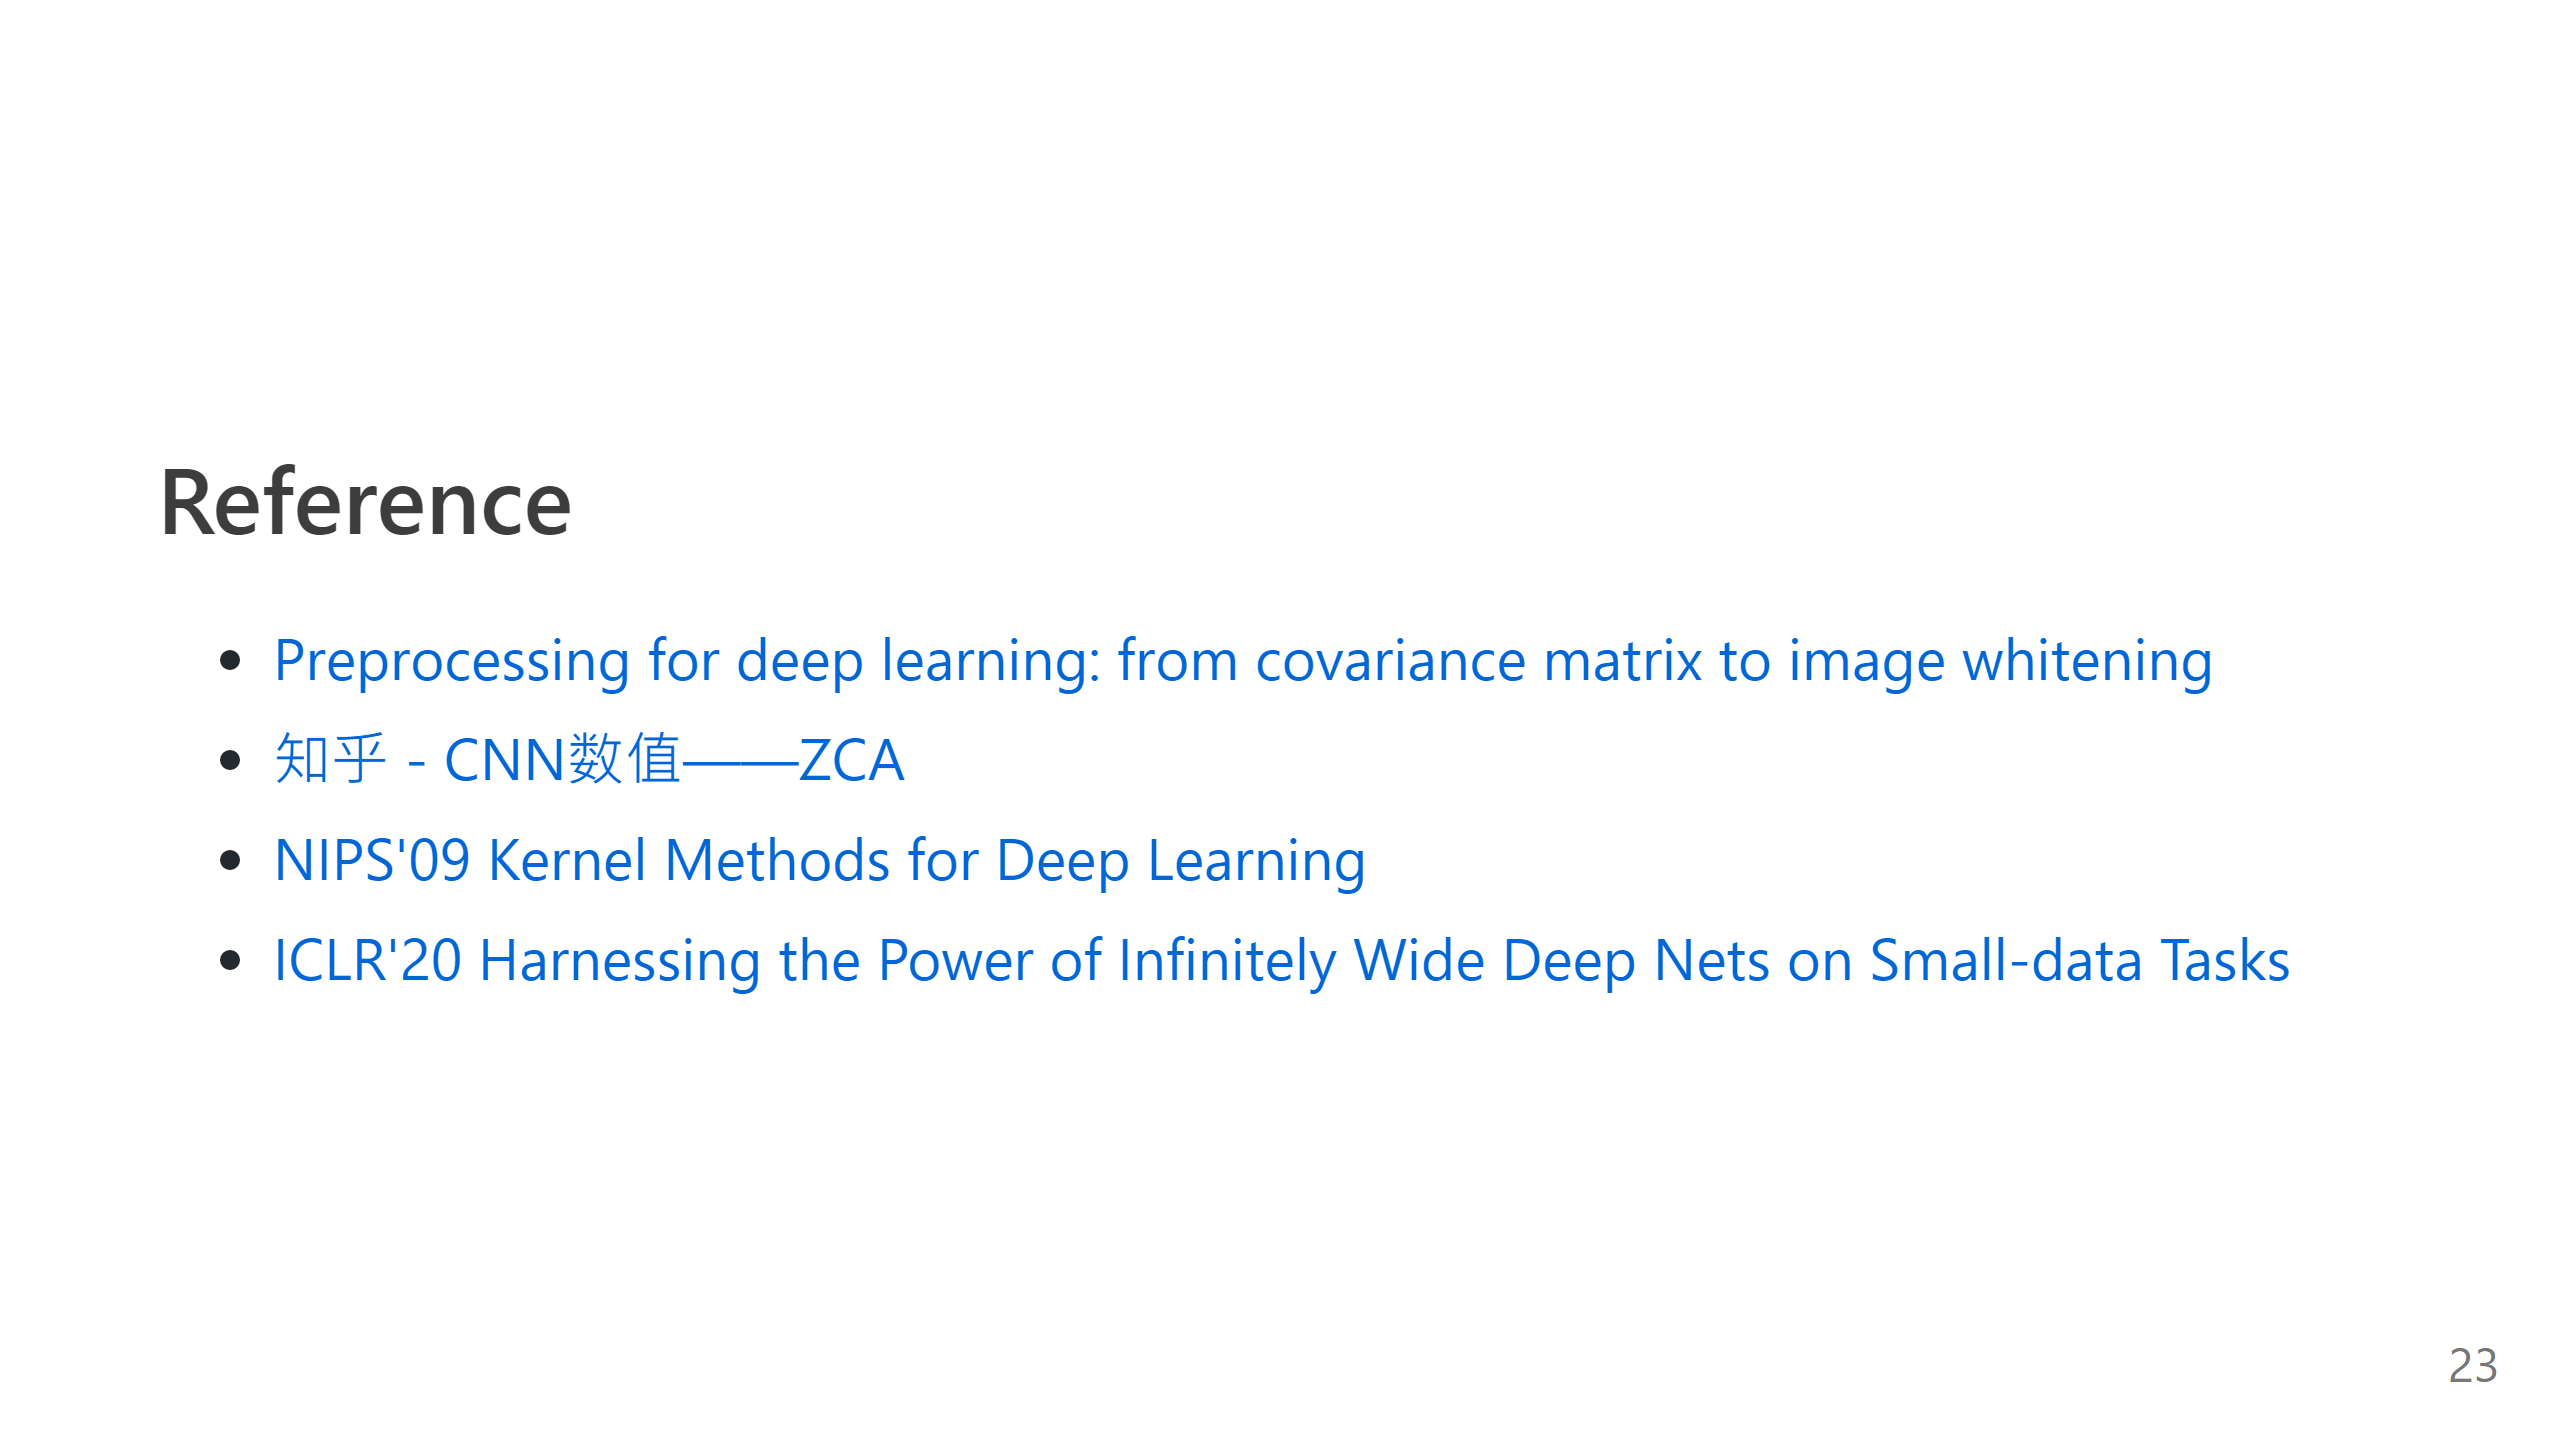 Reference
Preprocessing for deep learning: from covariance matrix to image whitening
知乎 - CNN数值——ZCA
NIPS'09 Kernel Methods for Deep Learning
ICLR'20 Harnessing the Power of Infinitely Wide Deep Nets on Small-data Tasks
23